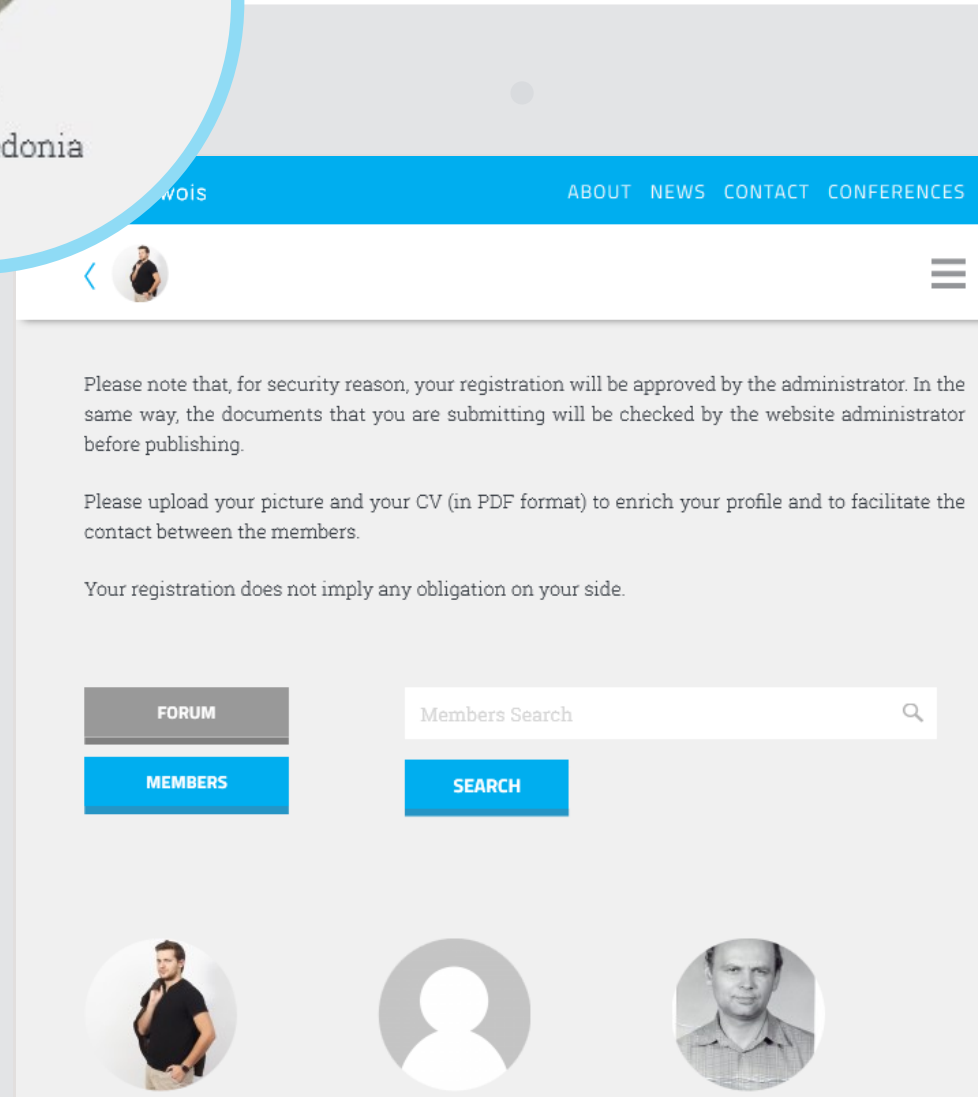 donia
wois
ABOUT NEWS CONTACT CONFERENCES
Please note that, for security reason, your registration will be approved by the administrator. In the
same way, the documents that you are submitting will be checked by the website administrator
before publishing.
Please upload your picture and your CV (in PDF format) to enrich your profile and to facilitate the
contact between the members.
Your registration does not imply any obligation on your side.
FORUM
Members Search
MEMBERS
SEARCH